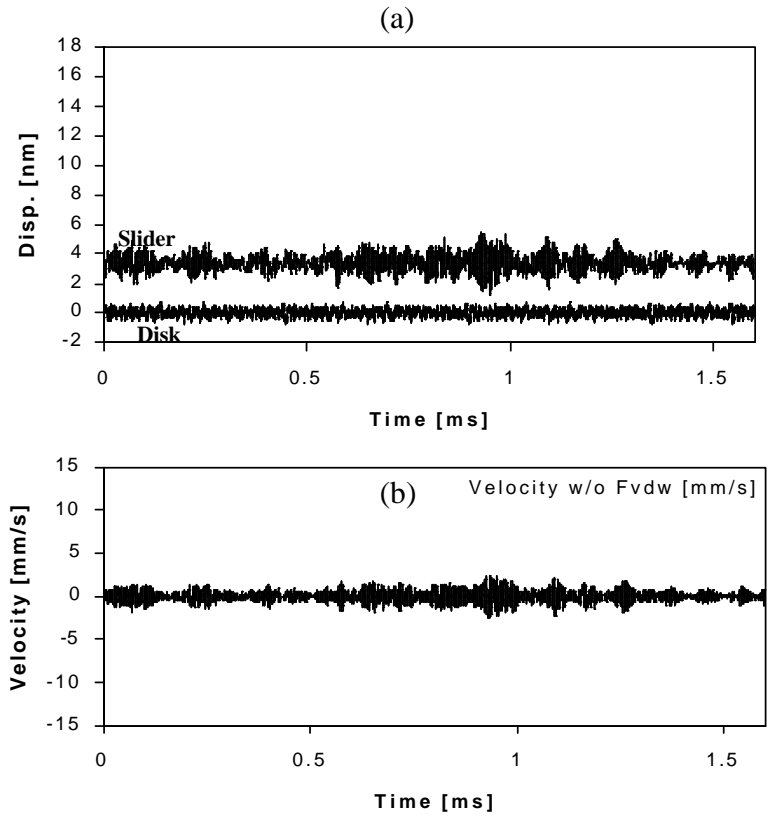 (a)
18
16
14
12
10
8
6
4
2
0
-2
Disp. [nm]
Slider
Disk
0 0.5 1 1.5
Time [ms]
(b)
Velocity w/o Fvdw [mm/s]
15
10
5
0
-5
-10
-15
Velocity [mm/s]
0 0.5 1 1.5
Time [ms]